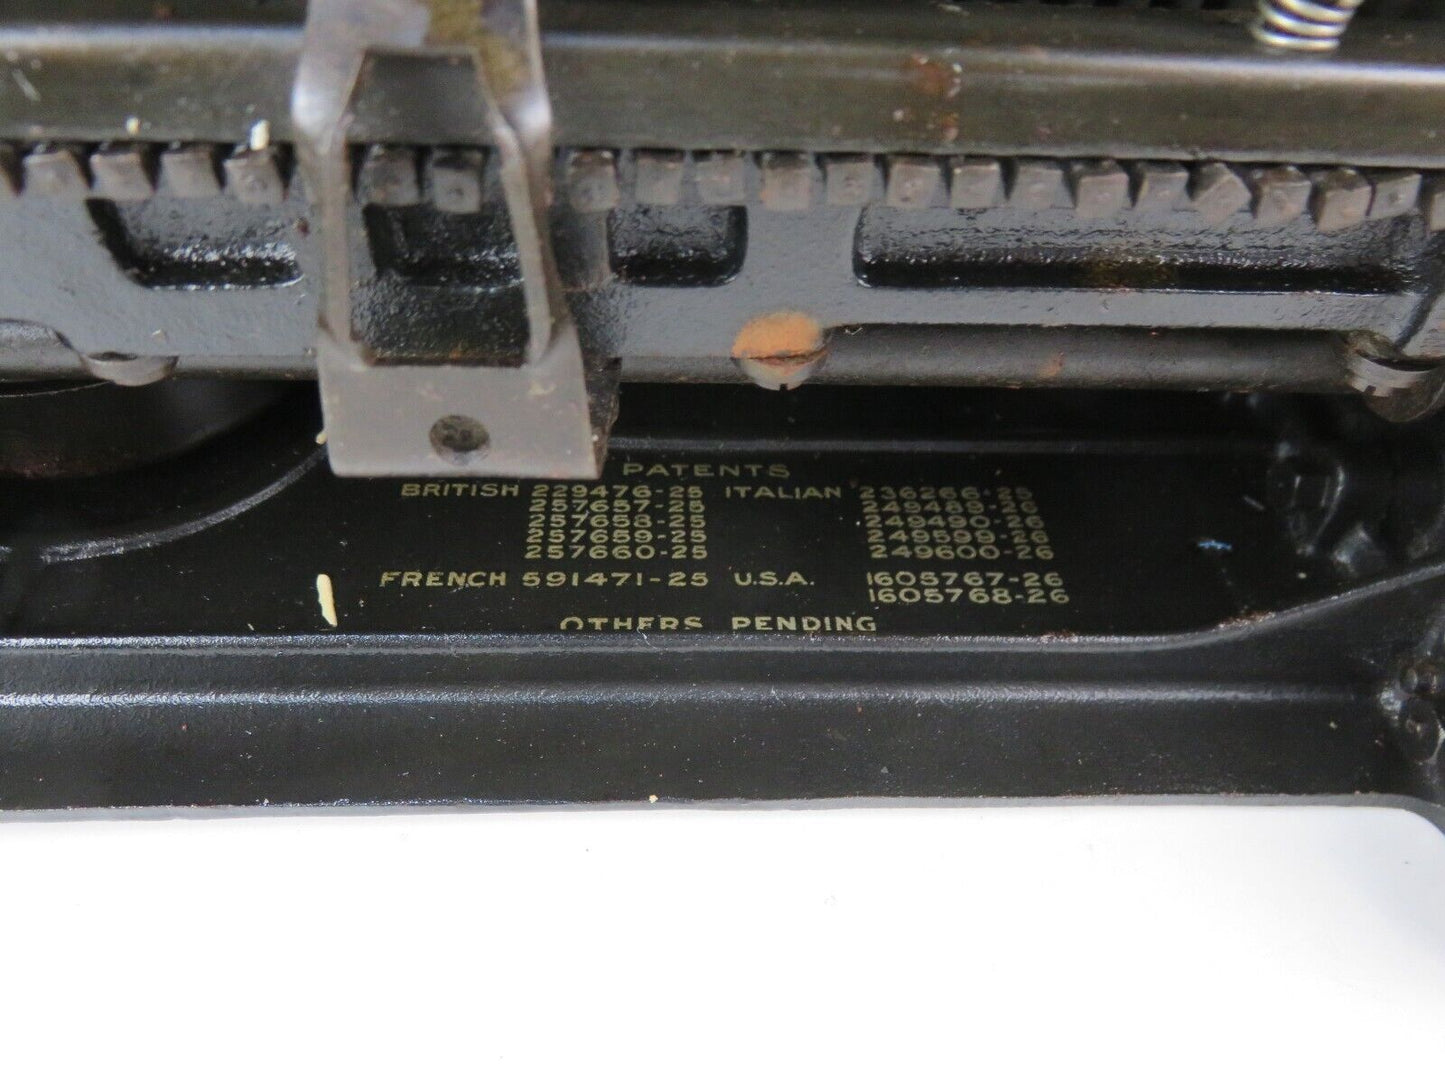 PATENTS
BRITISH 229476-25 ITALIAN 236266-25
257657-25 249489-26
257658-25 249490-26
257659-25 249599-26
257660-25 249600-26
FRENCH 591471-25 U.S.A. 1605767-26
1605768-26
OTHERS PENDING